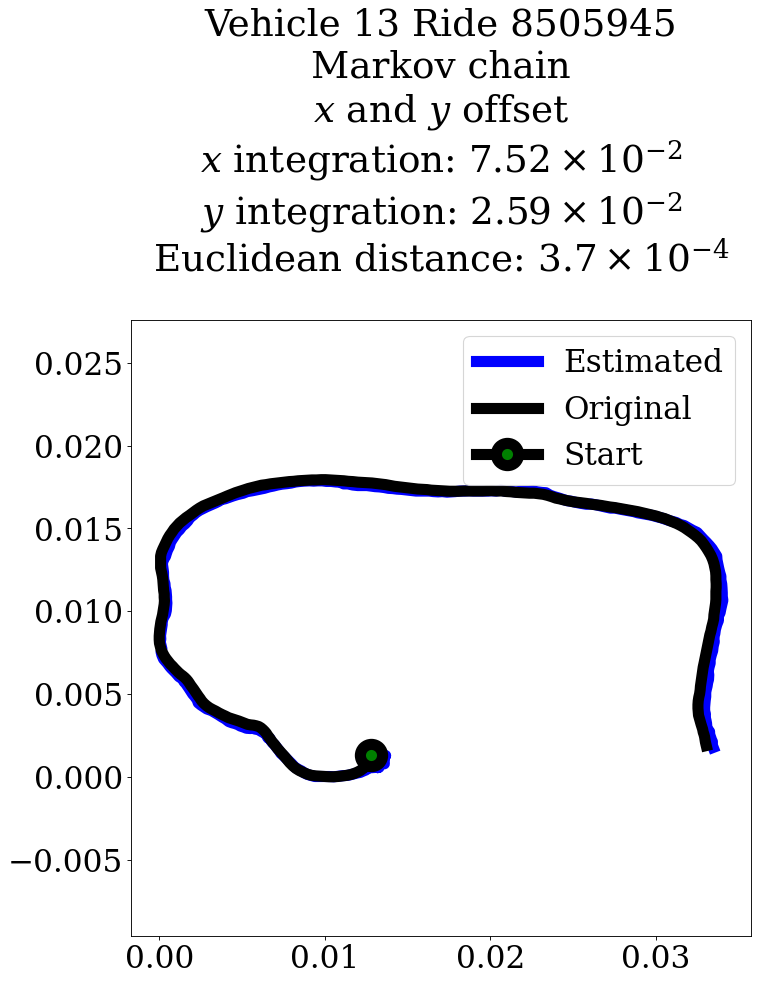 Vehicle 13 Ride 8505945
Markov chain
x and y offset
x integration: 7.52 × 10⁻²
y integration: 2.59 × 10⁻²
Euclidean distance: 3.7 × 10⁻⁴
Estimated
Original
Start
0.025
0.020
0.015
0.010
0.005
0.000
−0.005
0.00 0.01 0.02 0.03